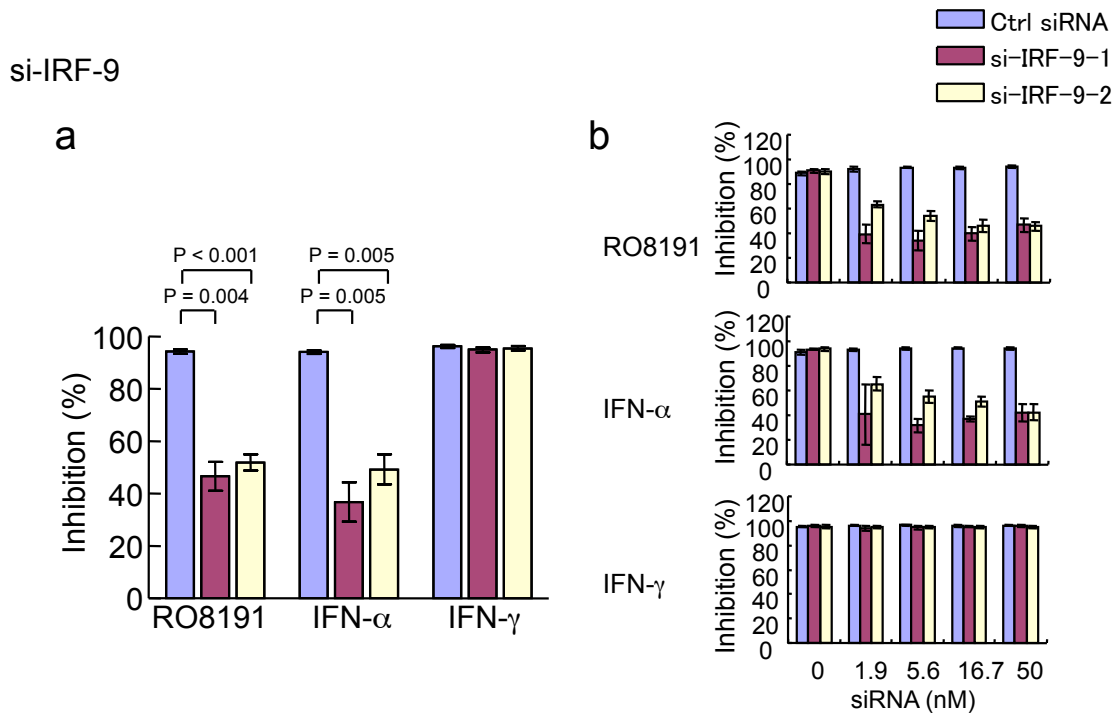 Ctrl siRNA
si-IRF-9-1
si-IRF-9-2
si-IRF-9
a
P < 0.001
P = 0.005
P = 0.004
P = 0.005
Inhibition (%)
100
80
60
40
20
0
RO8191
IFN-α
IFN-γ
b
RO8191
Inhibition (%)
120
100
80
60
40
20
0
IFN-α
Inhibition (%)
120
100
80
60
40
20
0
IFN-γ
Inhibition (%)
120
100
80
60
40
20
0
0 1.9 5.6 16.7 50
siRNA (nM)